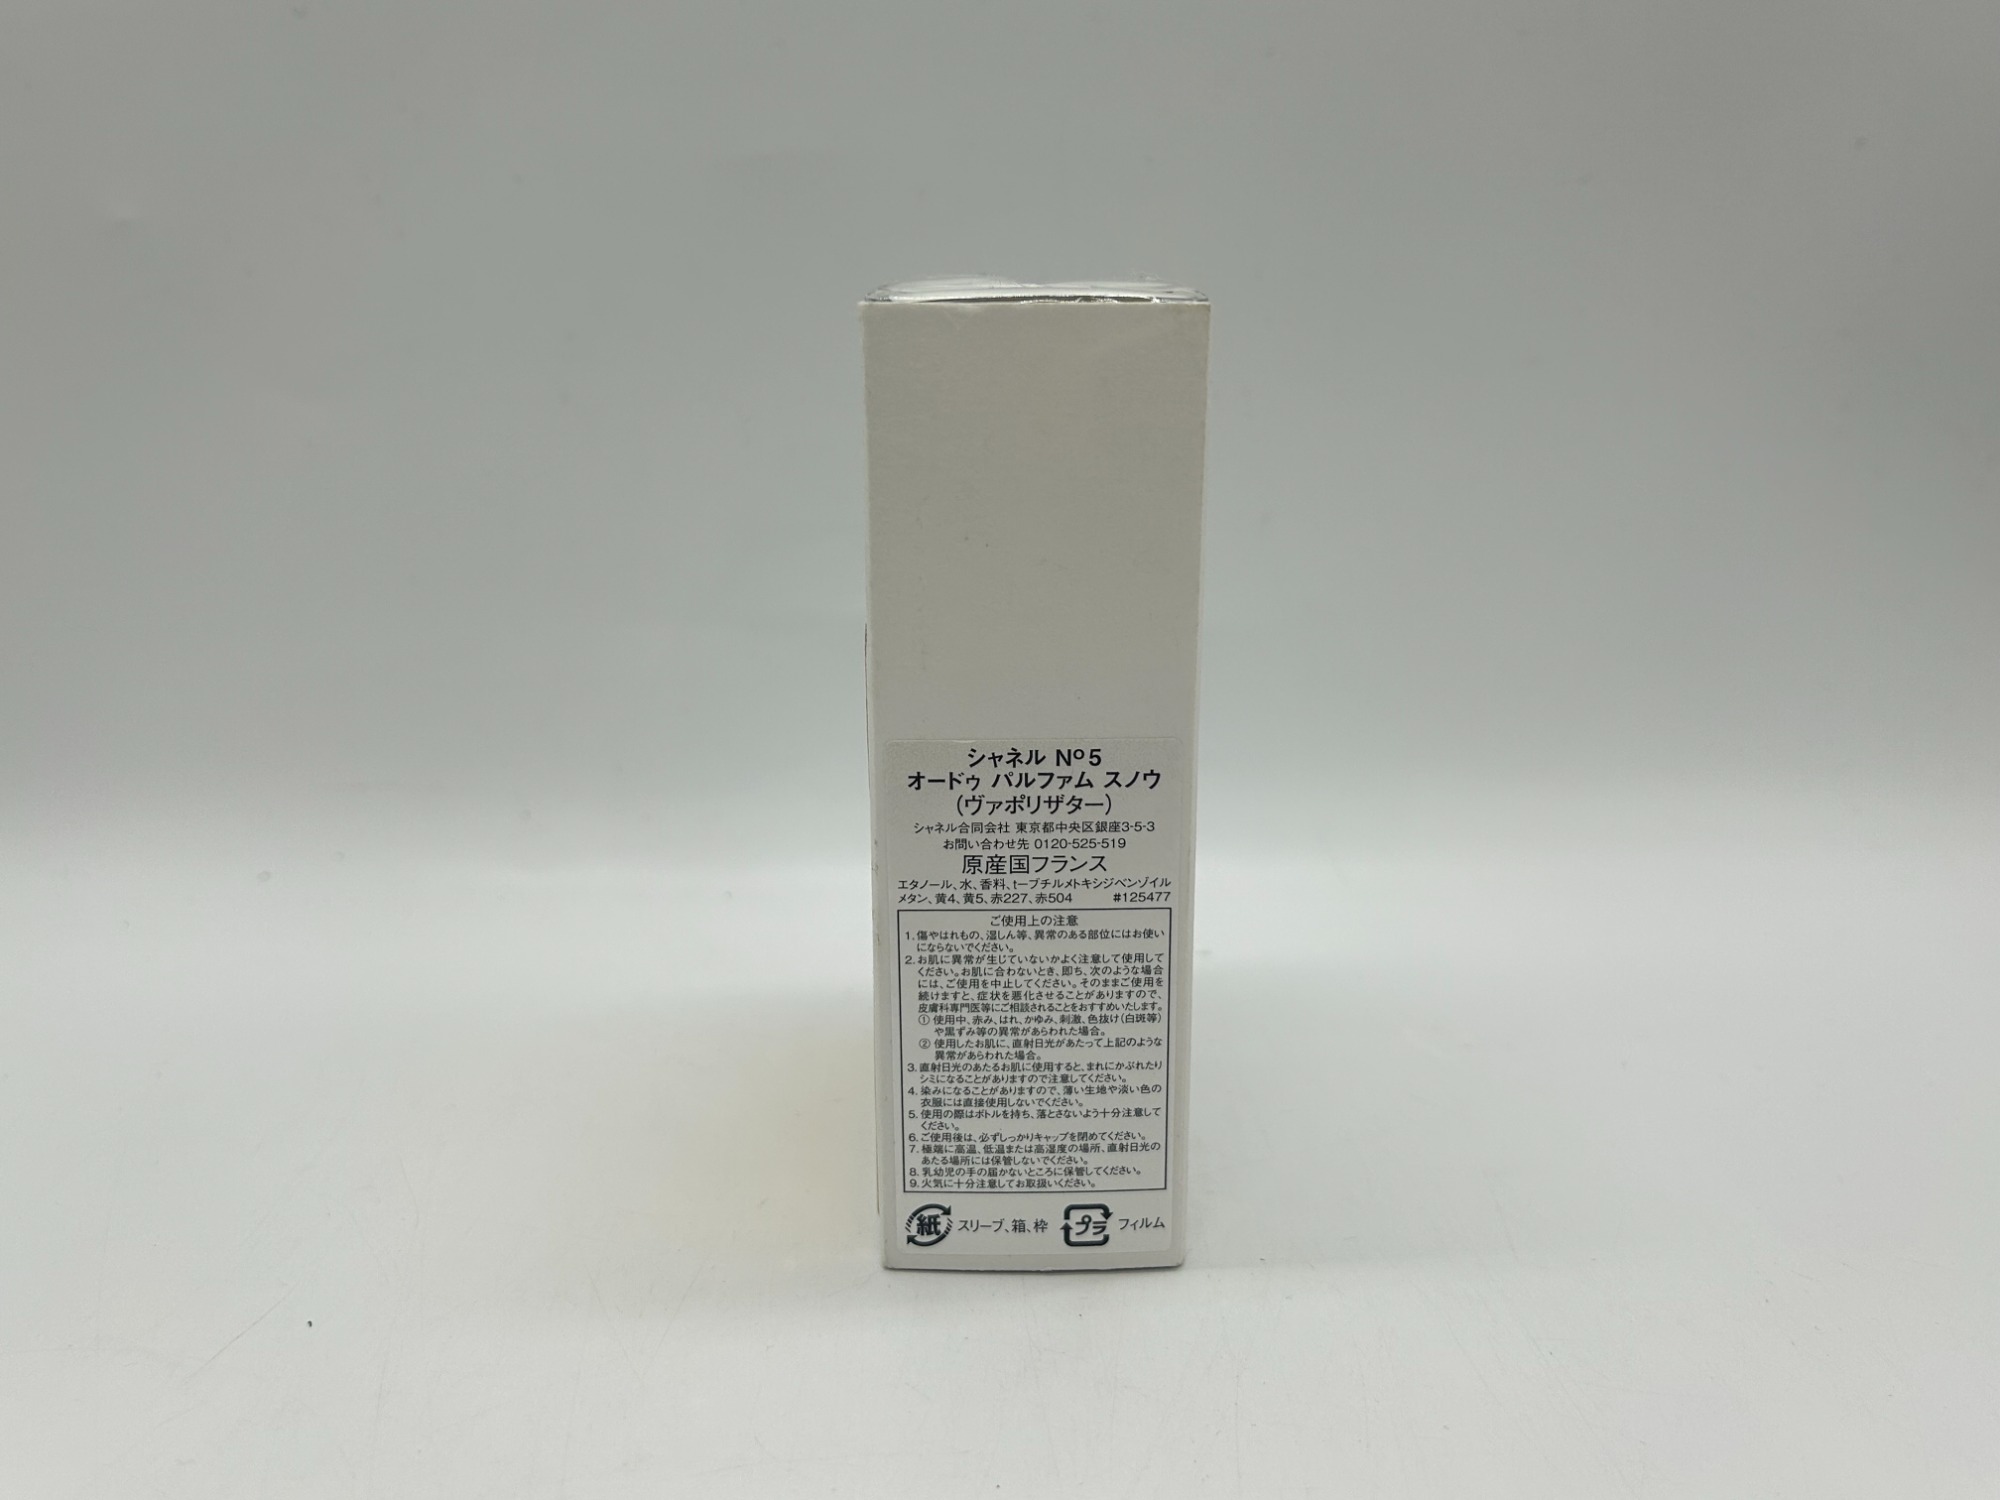 シャネル Nº5
オードゥ パルファム スノウ
(ヴァポリザター)
シャネル合同会社 東京都中央区銀座3-5-3
お問い合わせ先 0120-525-519
原産国フランス
エタノール、水、香料、t-ブチルメトキシジベンゾイル
メタン、黄4、黄5、赤227、赤504 #125477
ご使用上の注意
1. 傷やはれもの、湿しん等、異常のある部位にはお使い
にならないでください。
2. お肌に異常が生じていないかよく注意して使用して
ください。お肌に合わないとき、即ち、次のような場合
には、ご使用を中止してください。そのままご使用を
続けますと、症状を悪化させることがありますので、
皮膚科専門医等にご相談されることをおすすめいたします。
① 使用中、赤み、はれ、かゆみ、刺激、色抜け(白斑等)
や黒ずみ等の異常があらわれた場合。
② 使用したお肌に、直射日光があたって上記のような
異常があらわれた場合。
3. 直射日光のあたるお肌に使用すると、まれにかぶれたり
シミになることがありますので注意してください。
4. 染みになることがありますので、薄い生地や淡い色の
衣服には直接使用しないでください。
5. 使用の際はボトルを持ち、落とさないよう十分注意して
ください。
6. ご使用後は、必ずしっかりキャップを閉めてください。
7. 極端に高温、低温または高湿度の場所、直射日光の
あたる場所には保管しないでください。
8. 乳幼児の手の届かないところに保管してください。
9. 火気に十分注意してお取扱いください。
紙 スリーブ、箱、枠 プラ フィルム